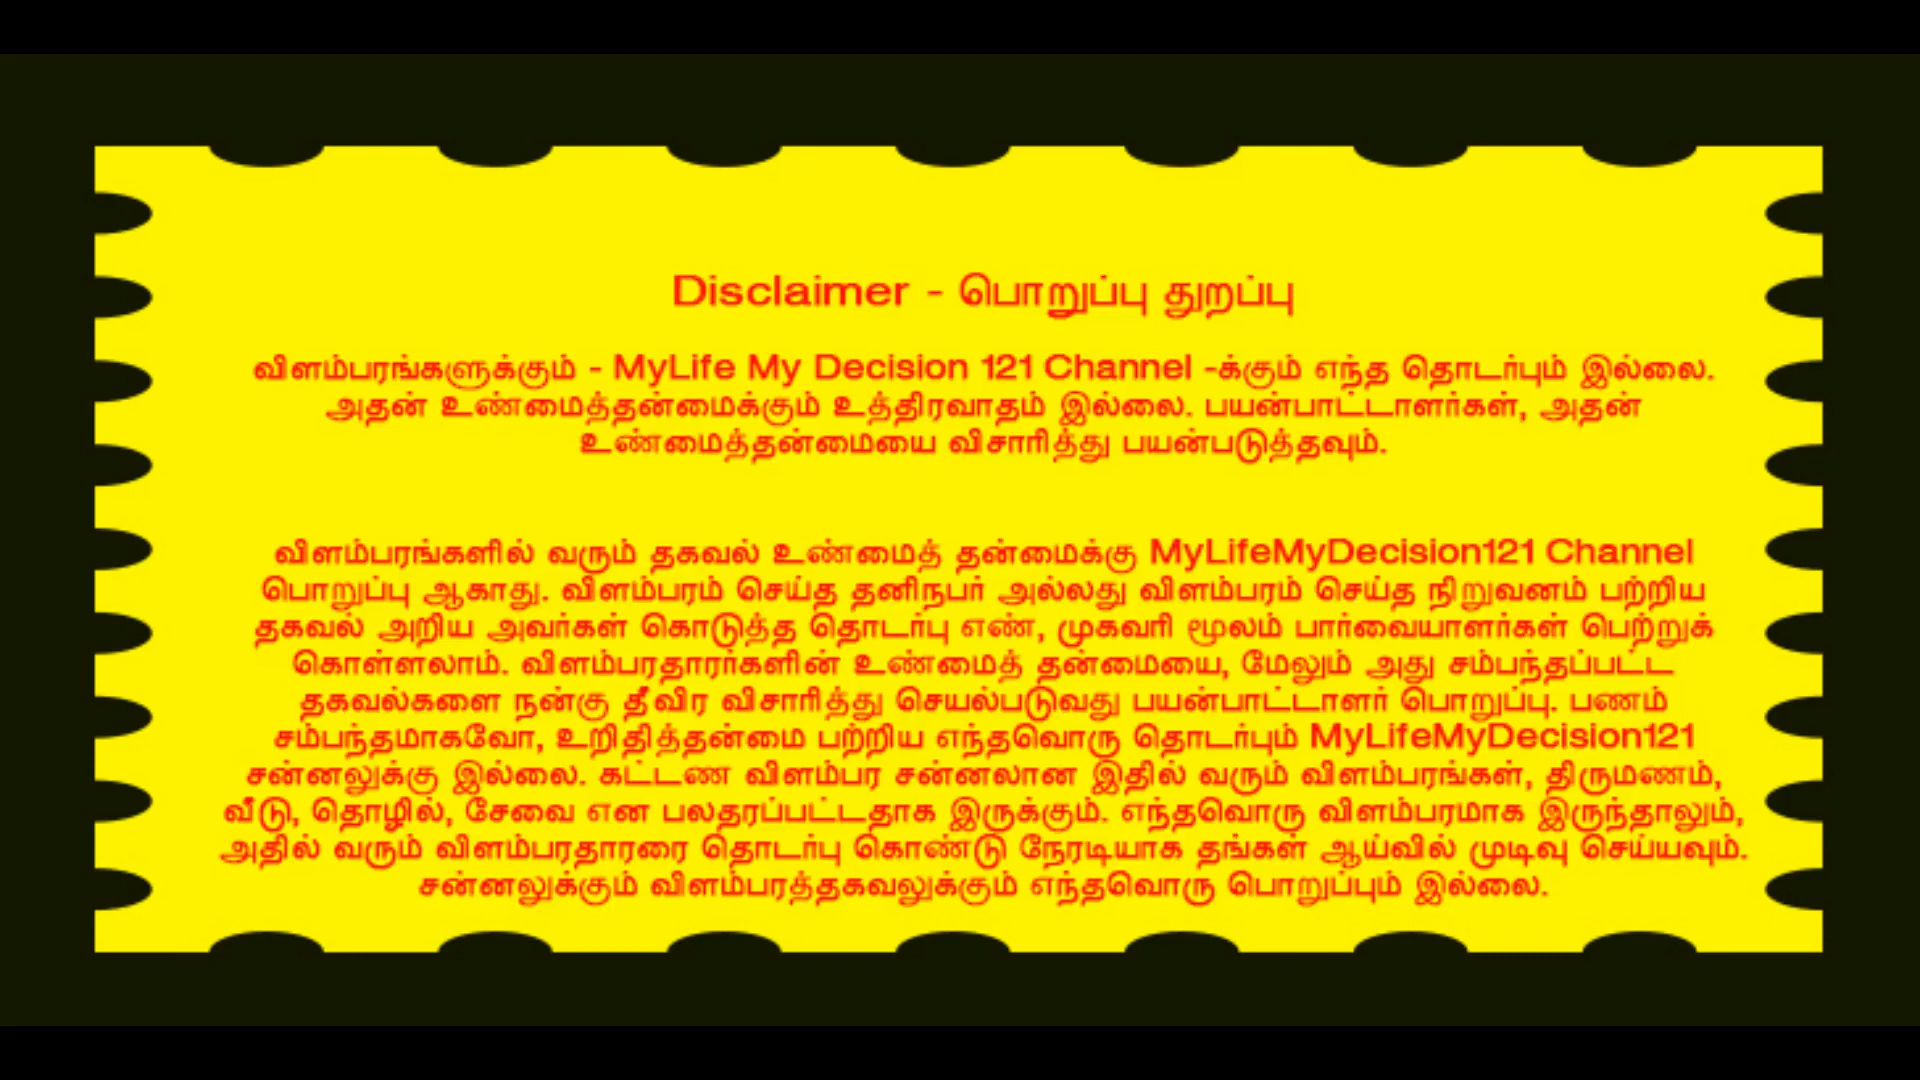 Disclaimer - பொறுப்பு துறப்பு
விளம்பரங்களுக்கும் - MyLife My Decision 121 Channel -க்கும் எந்த தொடர்பும் இல்லை.
அதன் உண்மைத்தன்மைக்கும் உத்திரவாதம் இல்லை. பயன்பாட்டாளர்கள், அதன்
உண்மைத்தன்மையை விசாரித்து பயன்படுத்தவும்.
விளம்பரங்களில் வரும் தகவல் உண்மைத் தன்மைக்கு MyLifeMyDecision121 Channel
பொறுப்பு ஆகாது. விளம்பரம் செய்த தனிநபர் அல்லது விளம்பரம் செய்த நிறுவனம் பற்றிய
தகவல் அறிய அவர்கள் கொடுத்த தொடர்பு எண், முகவரி மூலம் பார்வையாளர்கள் பெற்றுக்
கொள்ளலாம். விளம்பரதாரர்களின் உண்மைத் தன்மையை, மேலும் அது சம்பந்தப்பட்ட
தகவல்களை நன்கு தீவிர விசாரித்து செயல்படுவது பயன்பாட்டாளர் பொறுப்பு. பணம்
சம்பந்தமாகவோ, உறிதித்தன்மை பற்றிய எந்தவொரு தொடர்பும் MyLifeMyDecision121
சன்னலுக்கு இல்லை. கட்டண விளம்பர சன்னலான இதில் வரும் விளம்பரங்கள், திருமணம்,
வீடு, தொழில், சேவை என பலதரப்பட்டதாக இருக்கும். எந்தவொரு விளம்பரமாக இருந்தாலும்,
அதில் வரும் விளம்பரதாரரை தொடர்பு கொண்டு நேரடியாக தங்கள் ஆய்வில் முடிவு செய்யவும்.
சன்னலுக்கும் விளம்பரத்தகவலுக்கும் எந்தவொரு பொறுப்பும் இல்லை.